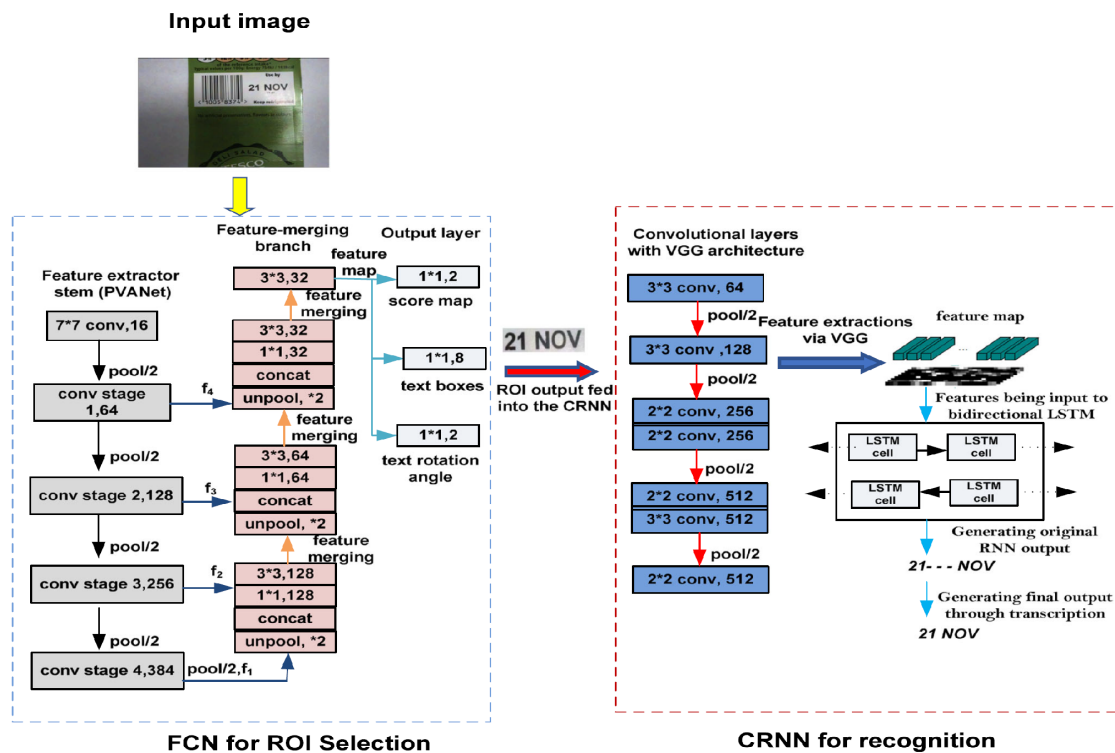 Input image
Use by
21 NOV
Feature-merging
branch
Output layer
Feature extractor
stem (PVANet)
7*7 conv,16
pool/2
conv stage
1,64
pool/2
conv stage 2,128
pool/2
conv stage 3,256
pool/2
conv stage 4,384
pool/2,f1
f4
f3
f2
3*3,32
feature
map
feature
merging
3*3,32
1*1,32
concat
unpool, *2
feature
merging
3*3,64
1*1,64
concat
unpool, *2
feature
merging
3*3,128
1*1,128
concat
unpool, *2
1*1,2
score map
1*1,8
text boxes
1*1,2
text rotation
angle
FCN for ROI Selection
21 NOV
ROI output fed
into the CRNN
Convolutional layers
with VGG architecture
3*3 conv, 64
pool/2
3*3 conv ,128
pool/2
2*2 conv, 256
2*2 conv, 256
pool/2
2*2 conv, 512
3*3 conv, 512
pool/2
2*2 conv, 512
Feature extractions
via VGG
feature map
...
Features being input to
bidirectional LSTM
LSTM
cell
LSTM
cell
LSTM
cell
LSTM
cell
Generating original
RNN output
21- - - NOV
Generating final output
through transcription
21 NOV
CRNN for recognition